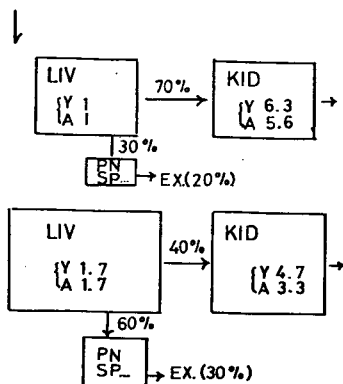 LIV
{Y 1
{A 1
70%
KID
{Y 6.3
{A 5.6
30%
PN
SP...
EX.(20%)
LIV
{Y 1.7
{A 1.7
40%
KID
{Y 4.7
{A 3.3
60%
PN
SP...
EX.(30%)